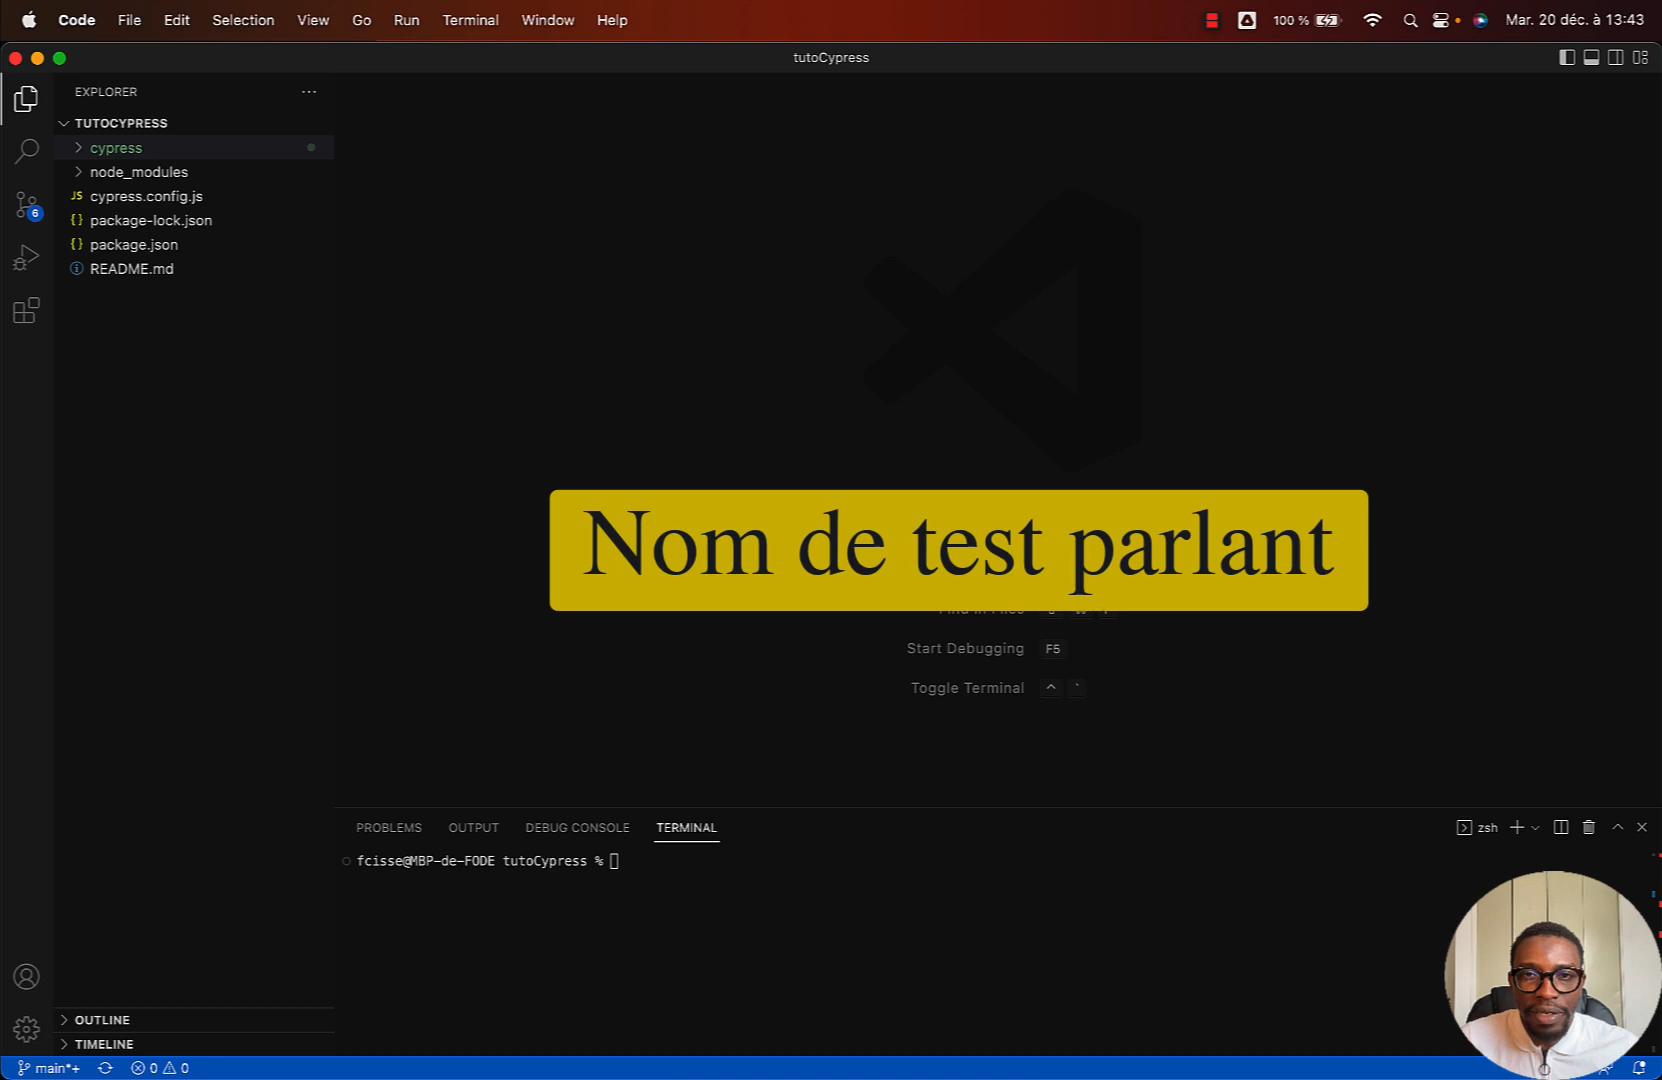 Code File Edit Selection View Go Run Terminal Window Help 100 % Mar. 20 déc. à 13:43
tutoCypress
EXPLORER
TUTOCYPRESS
cypress
node_modules
JS cypress.config.js
{} package-lock.json
{} package.json
README.md
6
Nom de test parlant
Start Debugging F5
Toggle Terminal ^ `
PROBLEMS OUTPUT DEBUG CONSOLE TERMINAL
zsh
fcisse@MBP-de-FODE tutoCypress %
OUTLINE
TIMELINE
main*+ 0 0